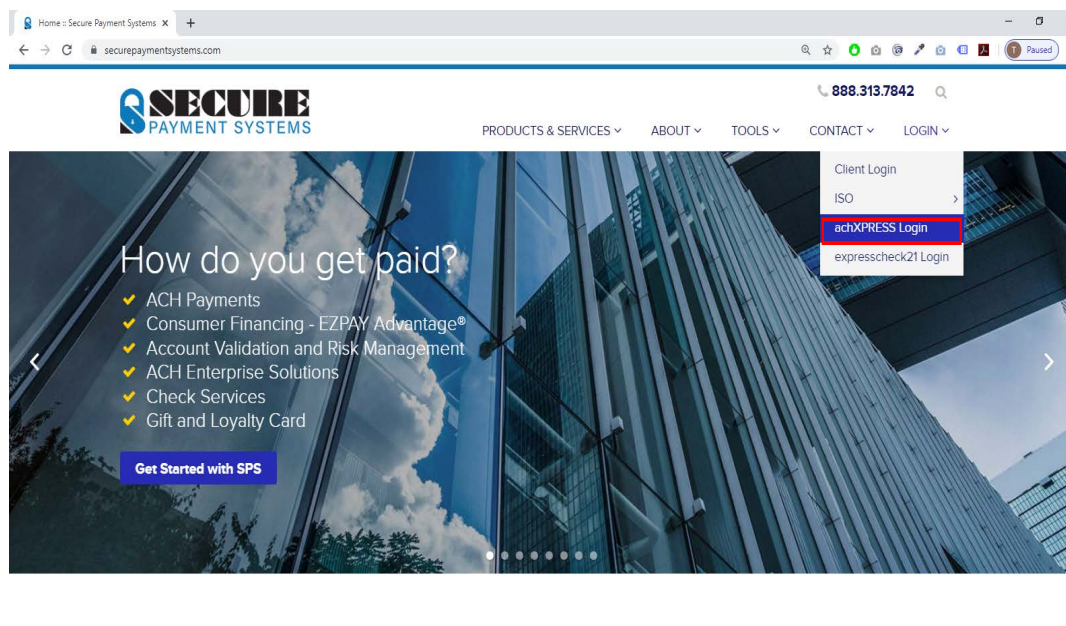 Home :: Secure Payment Systems
securepaymentsystems.com
T Paused
SECURE
PAYMENT SYSTEMS
888.313.7842
PRODUCTS & SERVICES ABOUT TOOLS CONTACT LOGIN
Client Login
ISO
achXPRESS Login
expresscheck21 Login
How do you get paid?
ACH Payments
Consumer Financing - EZPAY Advantage®
Account Validation and Risk Management
ACH Enterprise Solutions
Check Services
Gift and Loyalty Card
Get Started with SPS